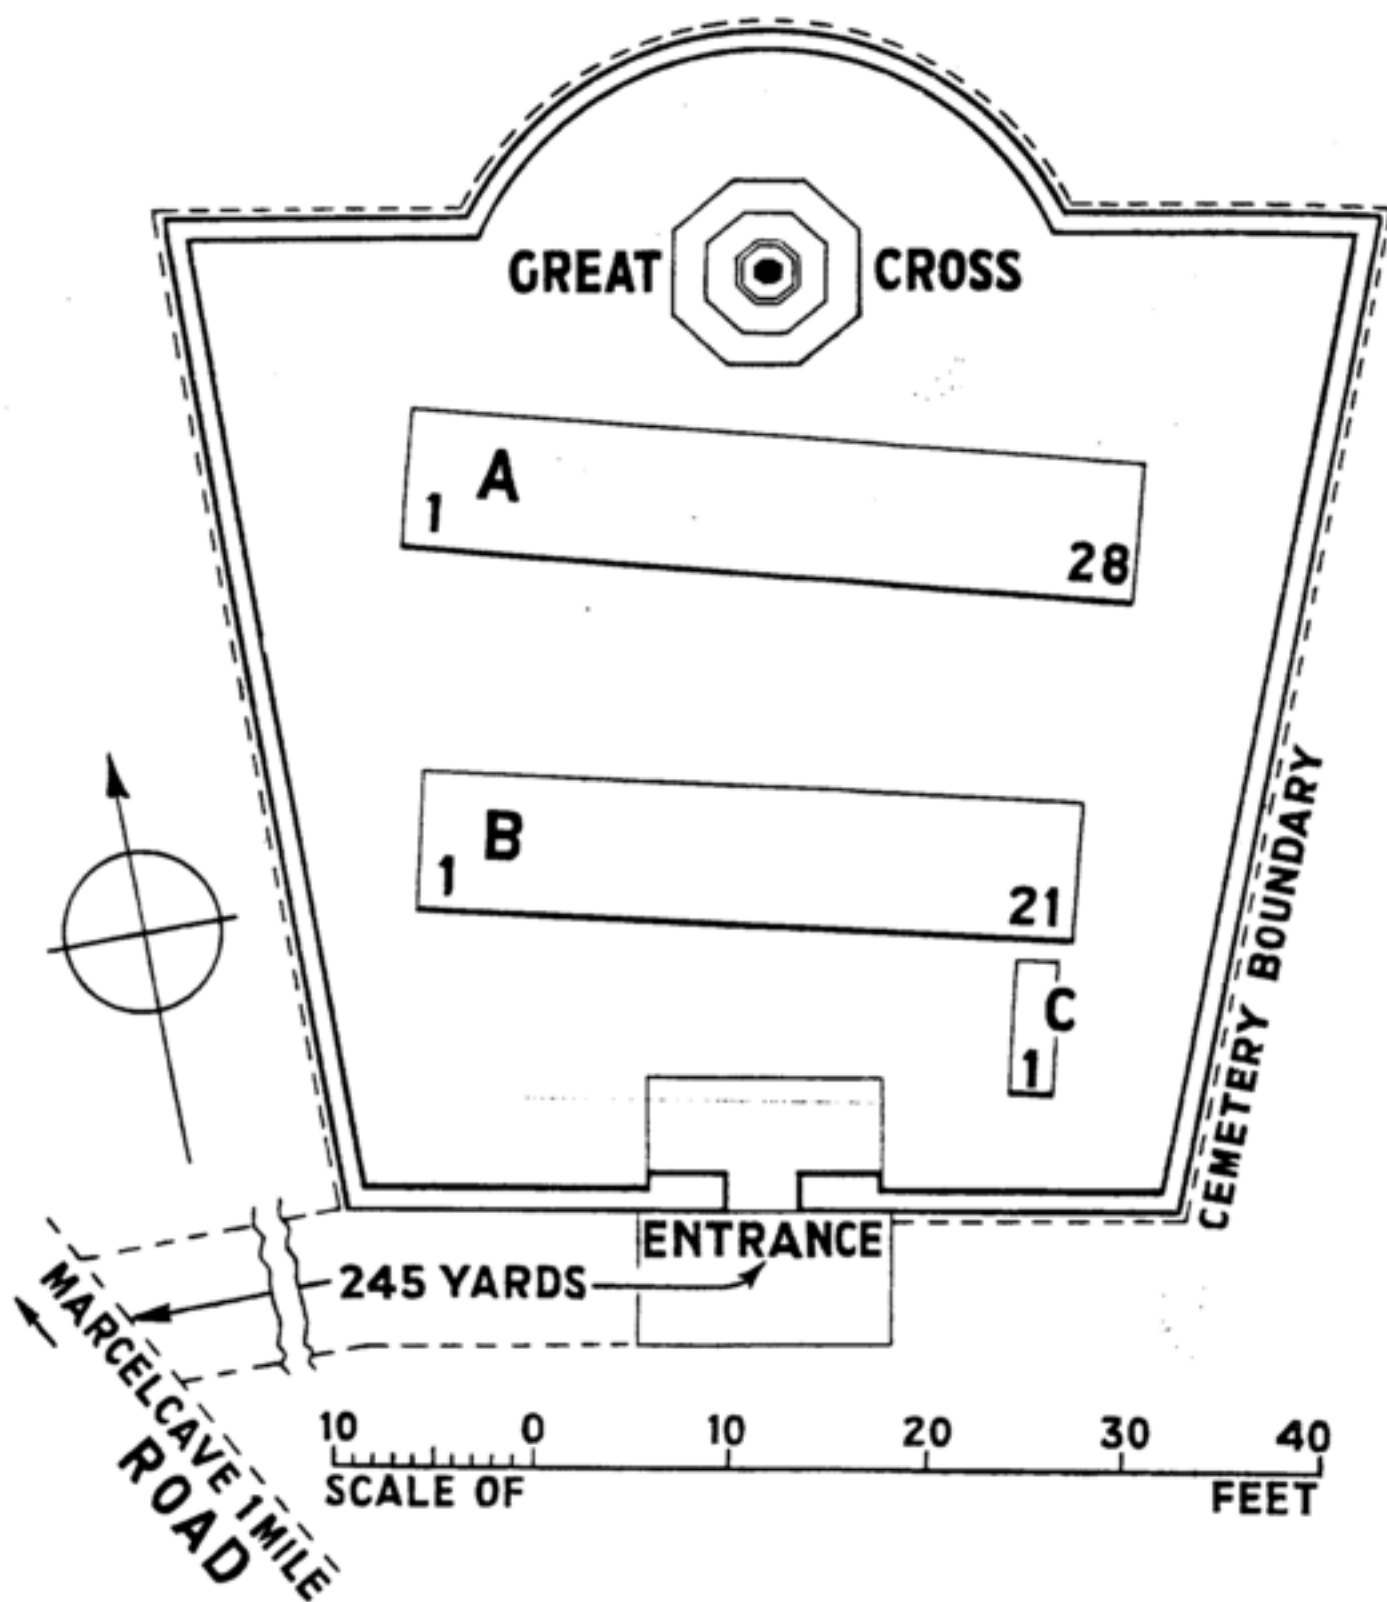 GREAT CROSS
A
1
28
B
1
21
C
1
CEMETERY BOUNDARY
ENTRANCE
245 YARDS
MARCELCAVE 1 MILE
ROAD
10 0 10 20 30 40
SCALE OF FEET